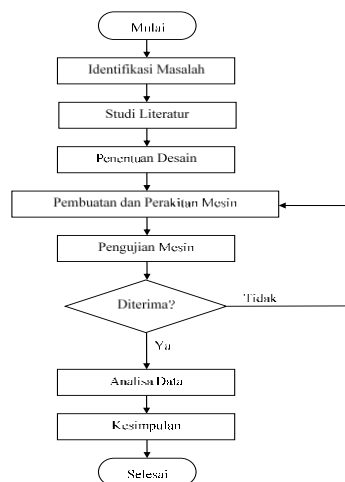 Mulai
Identifikasi Masalah
Studi Literatur
Penentuan Desain
Pembuatan dan Perakitan Mesin
Pengujian Mesin
Diterima?
Tidak
Ya
Analisa Data
Kesimpulan
Selesai